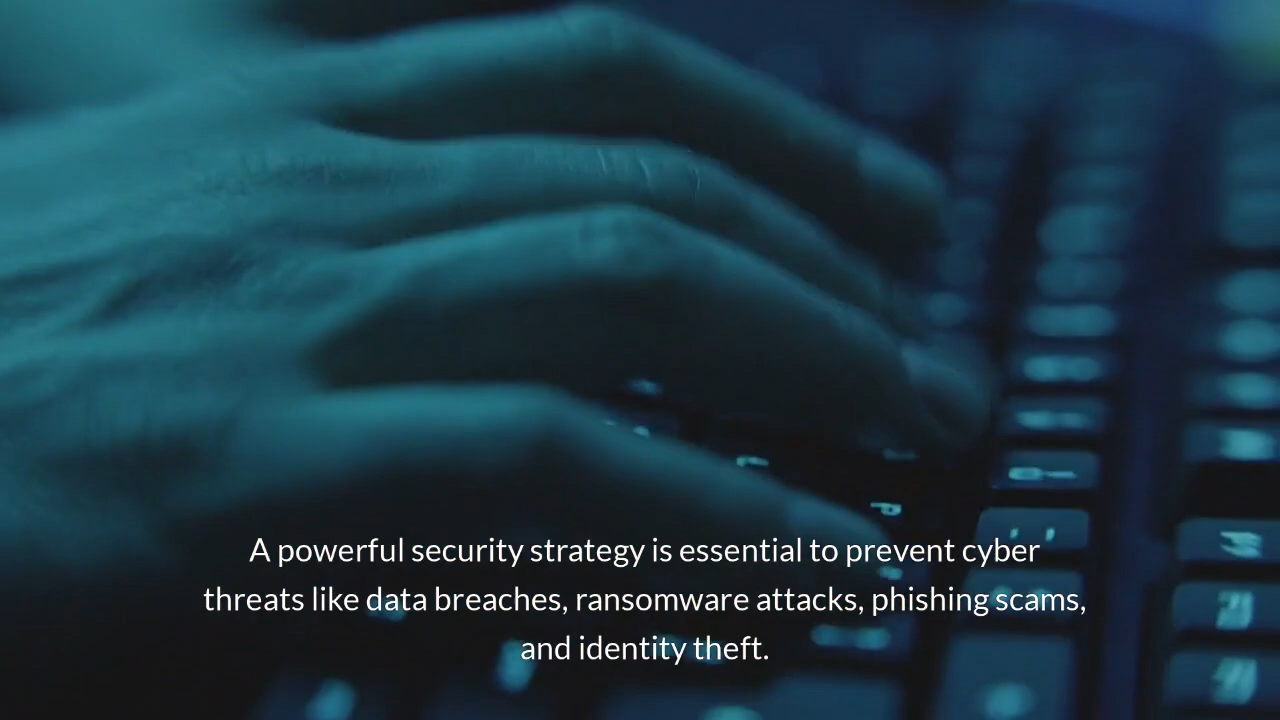 A powerful security strategy is essential to prevent cyber
threats like data breaches, ransomware attacks, phishing scams,
and identity theft.